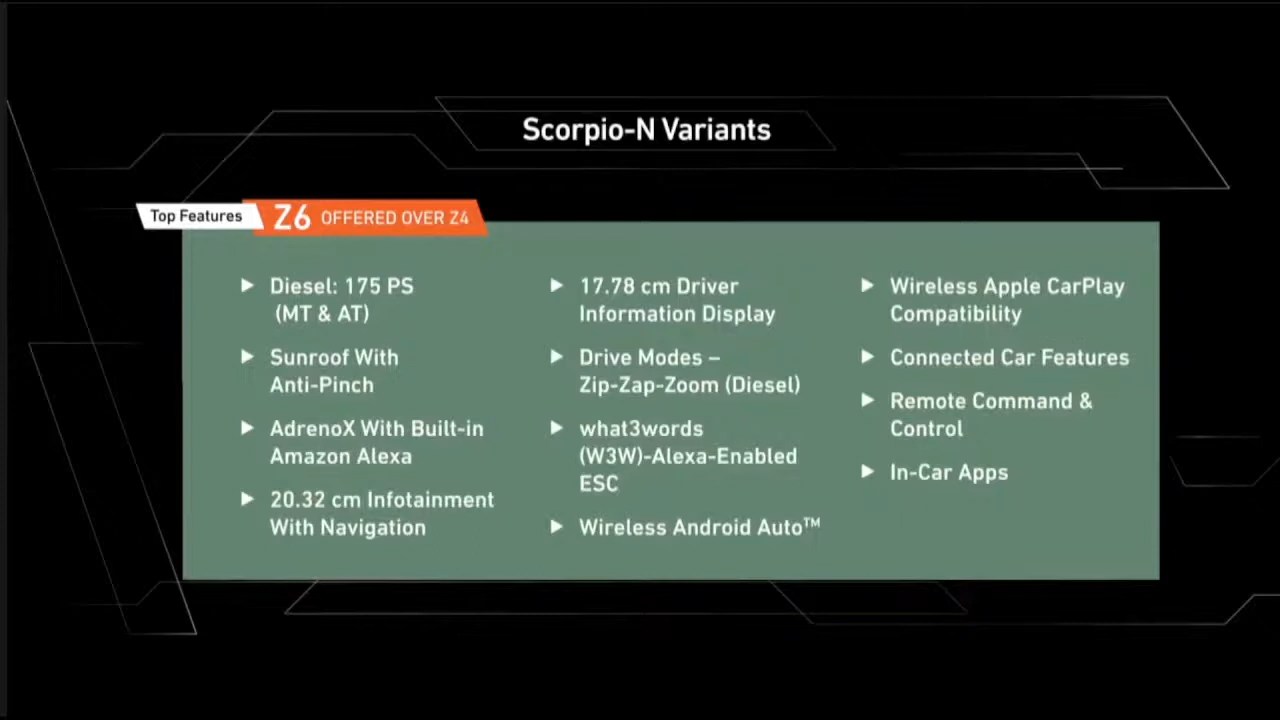 Scorpio-N Variants
Top Features
Z6 OFFERED OVER Z4
► Diesel: 175 PS
(MT & AT)
► Sunroof With
Anti-Pinch
► AdrenoX With Built-in
Amazon Alexa
► 20.32 cm Infotainment
With Navigation
► 17.78 cm Driver
Information Display
► Drive Modes –
Zip-Zap-Zoom (Diesel)
► what3words
(W3W)-Alexa-Enabled
ESC
► Wireless Android Auto™
► Wireless Apple CarPlay
Compatibility
► Connected Car Features
► Remote Command &
Control
► In-Car Apps